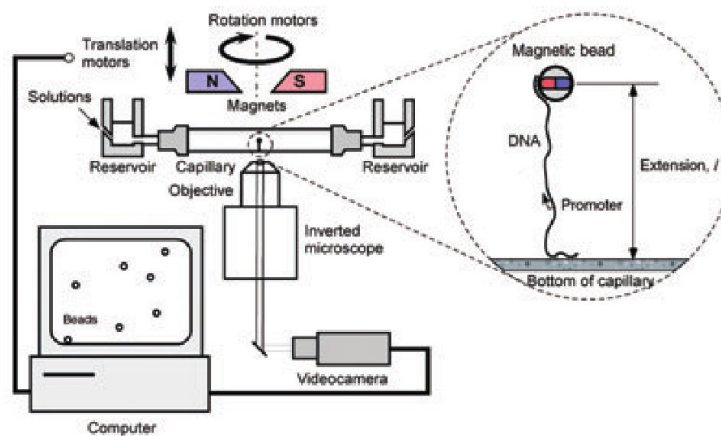 Rotation motors
Translation
motors
N
S
Magnets
Solutions
Reservoir
Capillary
Reservoir
Objective
Inverted
microscope
Beads
Videocamera
Computer
Magnetic bead
DNA
Extension, l
Promoter
Bottom of capillary